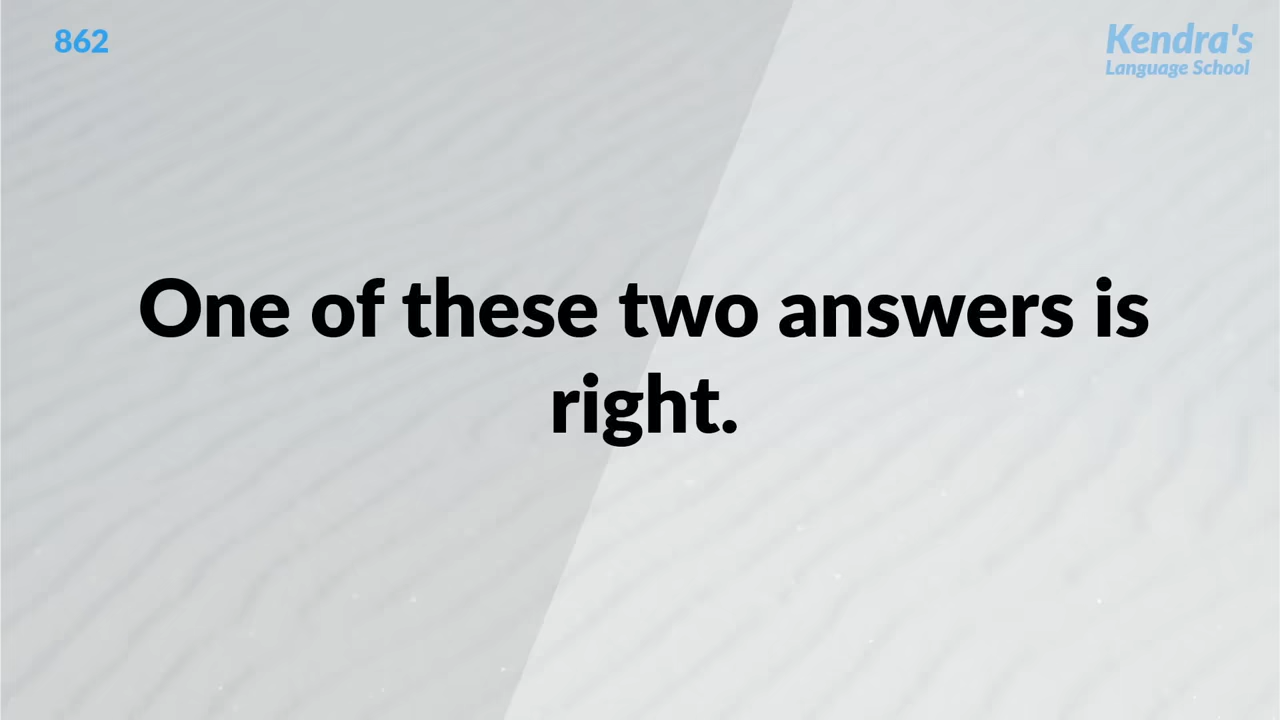 862
Kendra's
Language School
One of these two answers is
right.